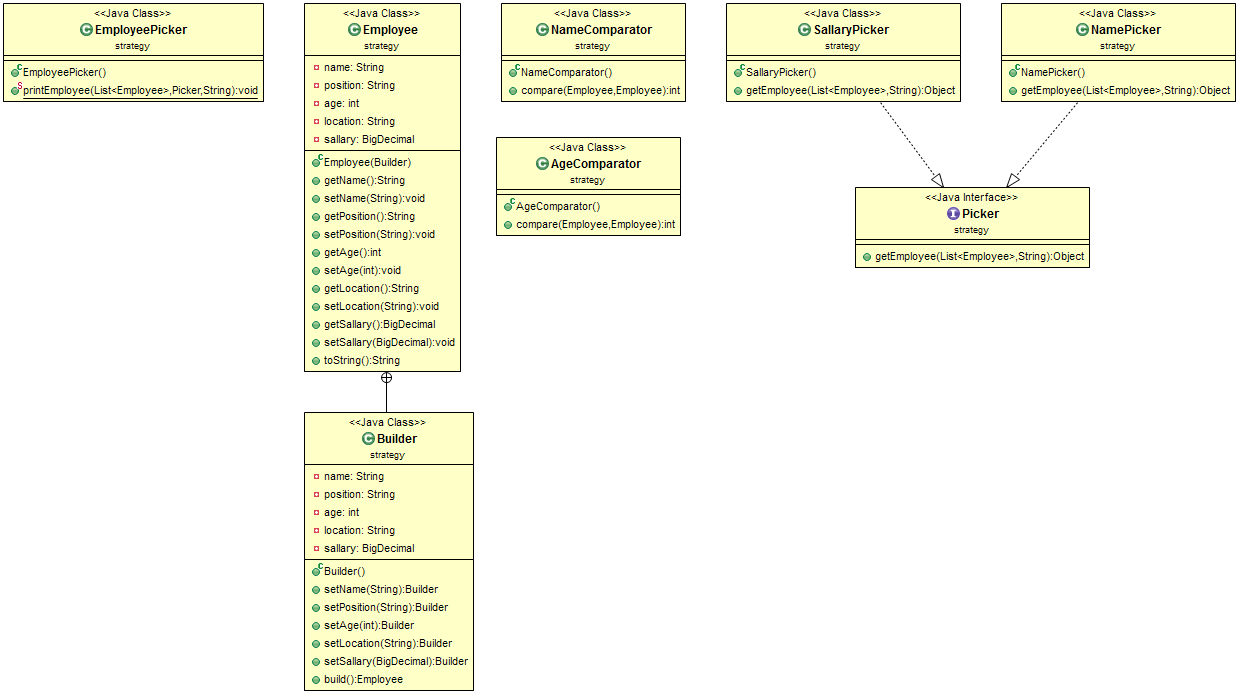 <<Java Class>>
EmployeePicker
strategy
EmployeePicker()
printEmployee(List<Employee>,Picker,String):void
<<Java Class>>
Employee
strategy
name: String
position: String
age: int
location: String
sallary: BigDecimal
Employee(Builder)
getName():String
setName(String):void
getPosition():String
setPosition(String):void
getAge():int
setAge(int):void
getLocation():String
setLocation(String):void
getSallary():BigDecimal
setSallary(BigDecimal):void
toString():String
<<Java Class>>
Builder
strategy
name: String
position: String
age: int
location: String
sallary: BigDecimal
Builder()
setName(String):Builder
setPosition(String):Builder
setAge(int):Builder
setLocation(String):Builder
setSallary(BigDecimal):Builder
build():Employee
<<Java Class>>
NameComparator
strategy
NameComparator()
compare(Employee,Employee):int
<<Java Class>>
AgeComparator
strategy
AgeComparator()
compare(Employee,Employee):int
<<Java Class>>
SallaryPicker
strategy
SallaryPicker()
getEmployee(List<Employee>,String):Object
<<Java Class>>
NamePicker
strategy
NamePicker()
getEmployee(List<Employee>,String):Object
<<Java Interface>>
Picker
strategy
getEmployee(List<Employee>,String):Object